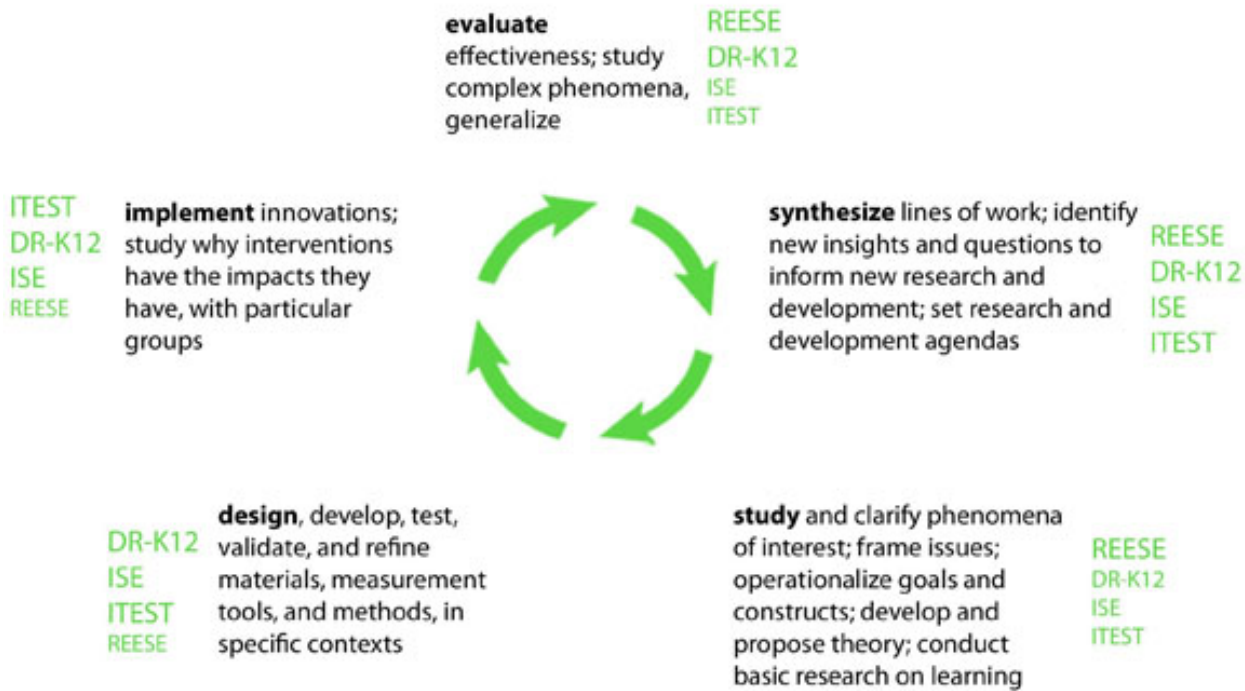 evaluate
effectiveness; study
complex phenomena,
generalize
REESE
DR-K12
ISE
ITEST
ITEST
DR-K12
ISE
REESE
implement innovations;
study why interventions
have the impacts they
have, with particular
groups
synthesize lines of work; identify
new insights and questions to
inform new research and
development; set research and
development agendas
REESE
DR-K12
ISE
ITEST
DR-K12
ISE
ITEST
REESE
design, develop, test,
validate, and refine
materials, measurement
tools, and methods, in
specific contexts
study and clarify phenomena
of interest; frame issues;
operationalize goals and
constructs; develop and
propose theory; conduct
basic research on learning
REESE
DR-K12
ISE
ITEST